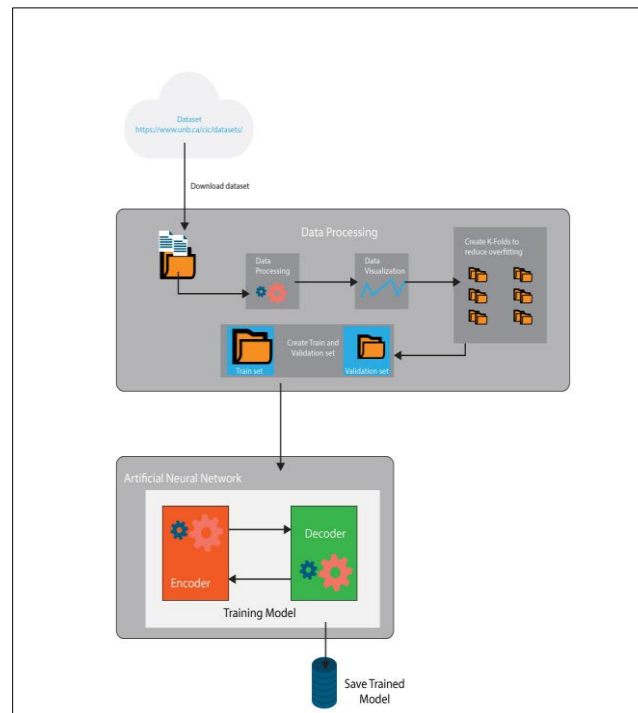 Dataset
https://www.unb.ca/cic/datasets/
Download dataset
Data Processing
Data
Processing
Data
Visualization
Create K-Folds to
reduce overfitting
Create Train and
Validation set
Train set
Validation set
Artificial Neural Network
Encoder
Decoder
Training Model
Save Trained
Model